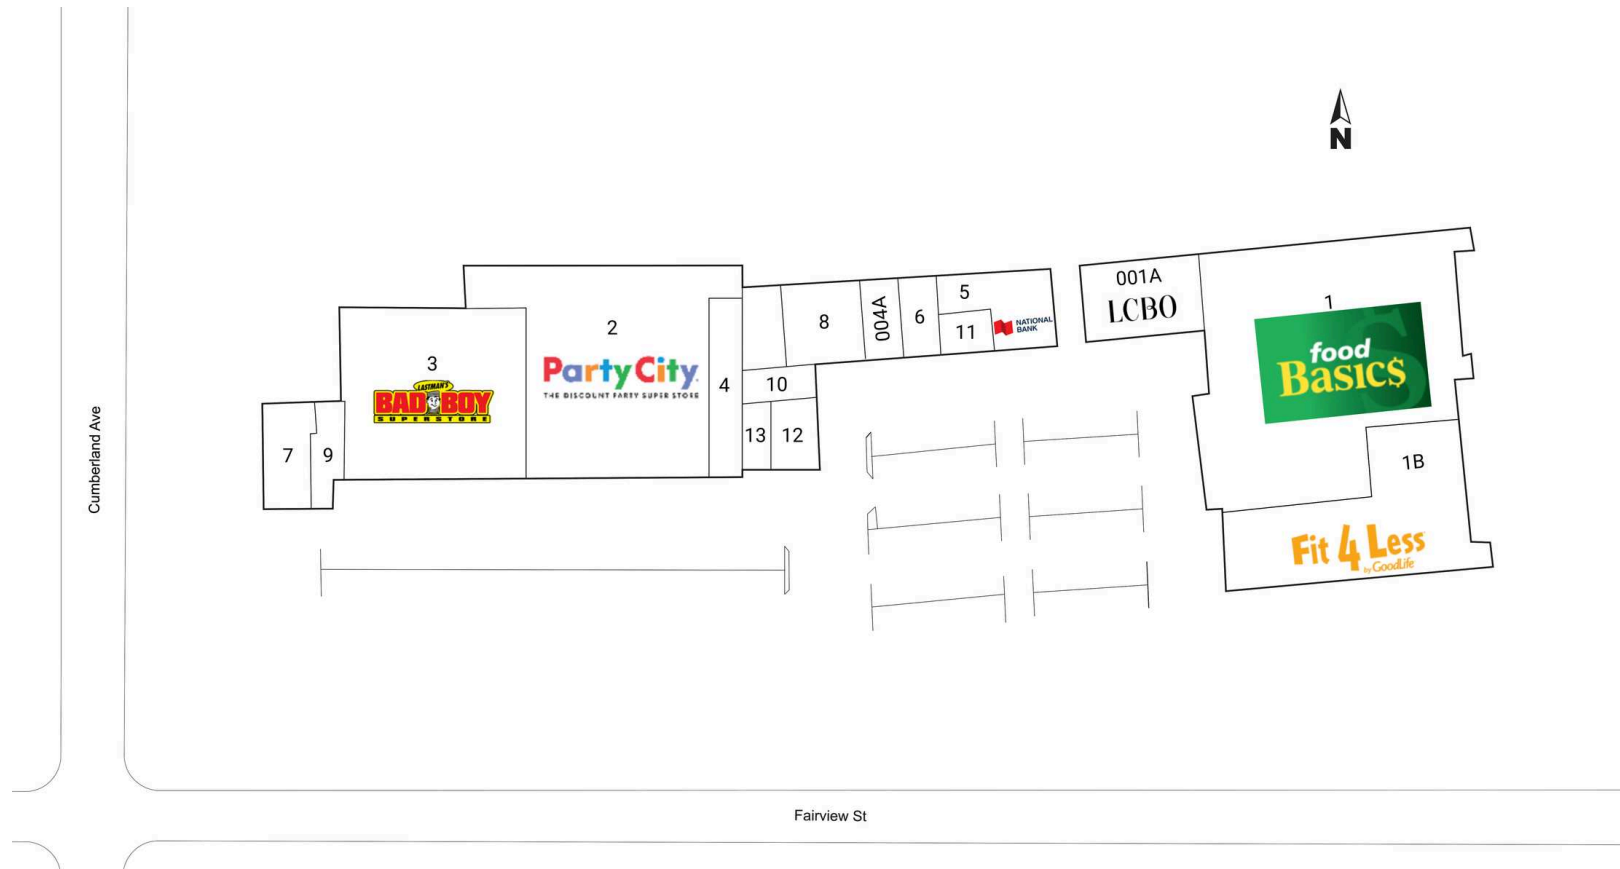 N
001A
LCBO
1
food
Basic$
5
8
004A
6
11
NATIONAL
BANK
2
Party City.
THE DISCOUNT PARTY SUPER STORE
3
LASTMAN'S
BAD BOY
SUPERSTORE
4
10
13
12
7
9
1B
Fit 4 Less
by GoodLife
Cumberland Ave
Fairview St